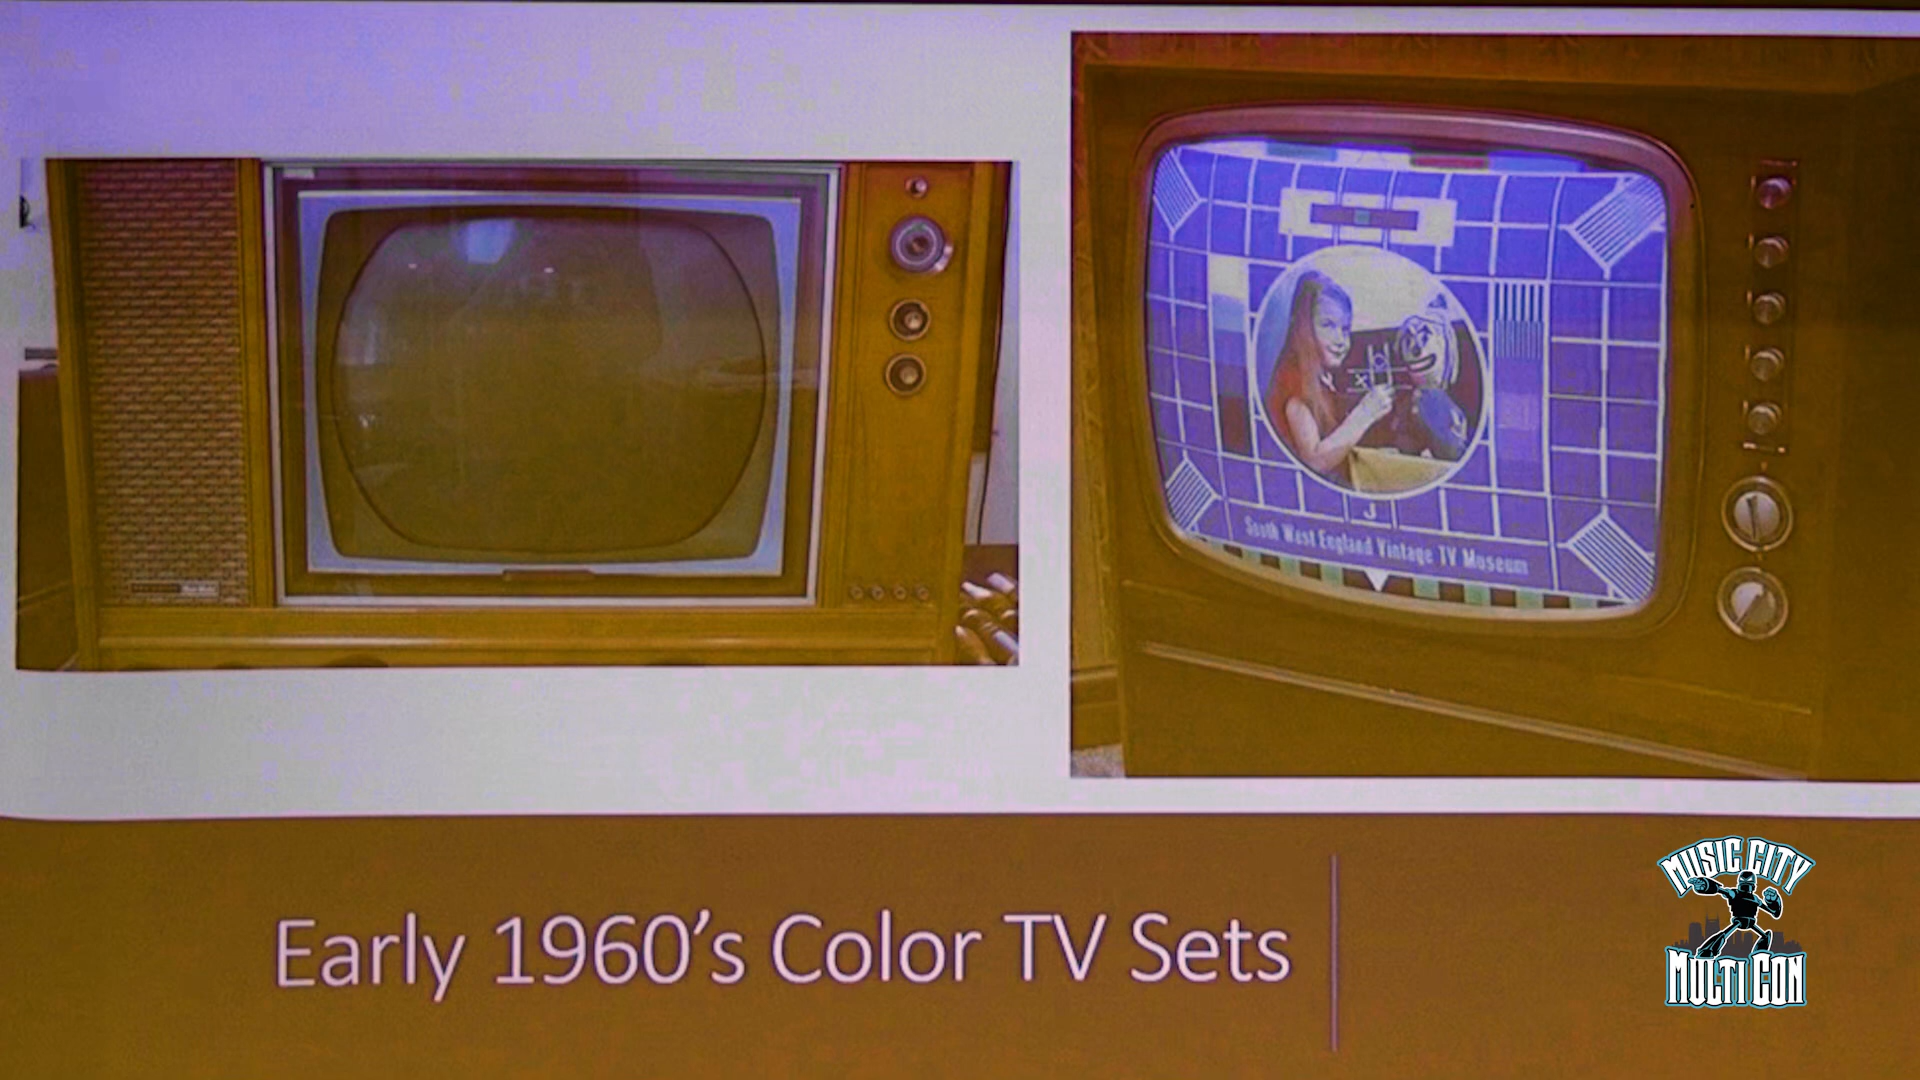 J
South West England Vintage TV Museum
Early 1960's Color TV Sets
MUSIC CITY
MULTI CON